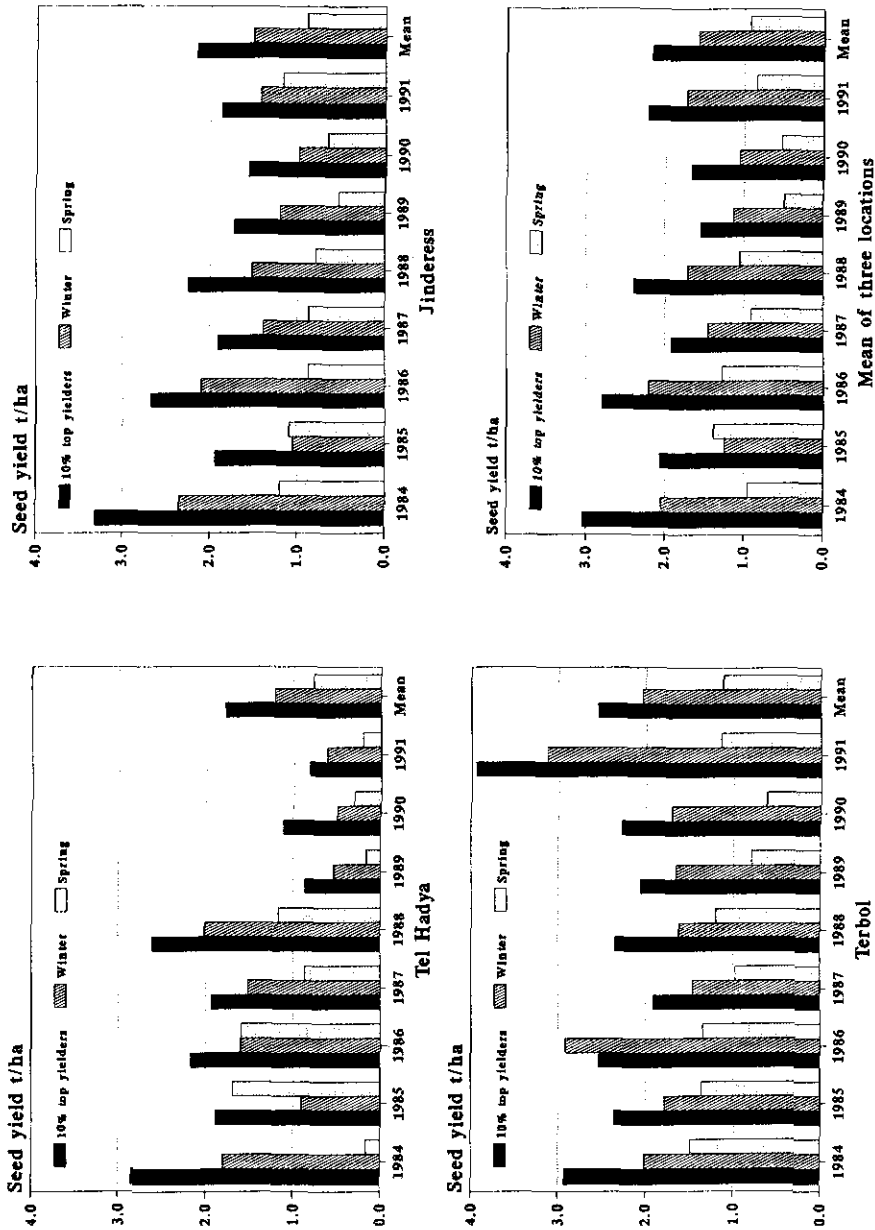 Seed yield t/ha
4.0
3.0
2.0
1.0
0.0
10% top yielders Winter Spring
1984 1985 1986 1987 1988 1989 1990 1991 Mean
Tel Hadya
Seed yield t/ha
4.0
3.0
2.0
1.0
0.0
10% top yielders Winter Spring
1984 1985 1986 1987 1988 1989 1990 1991 Mean
Jinderess
Seed yield t/ha
4.0
3.0
2.0
1.0
0.0
10% top yielders Winter Spring
1984 1985 1986 1987 1988 1989 1990 1991 Mean
Terbol
Seed yield t/ha
4.0
3.0
2.0
1.0
0.0
10% top yielders Winter Spring
1984 1985 1986 1987 1988 1989 1990 1991 Mean
Mean of three locations